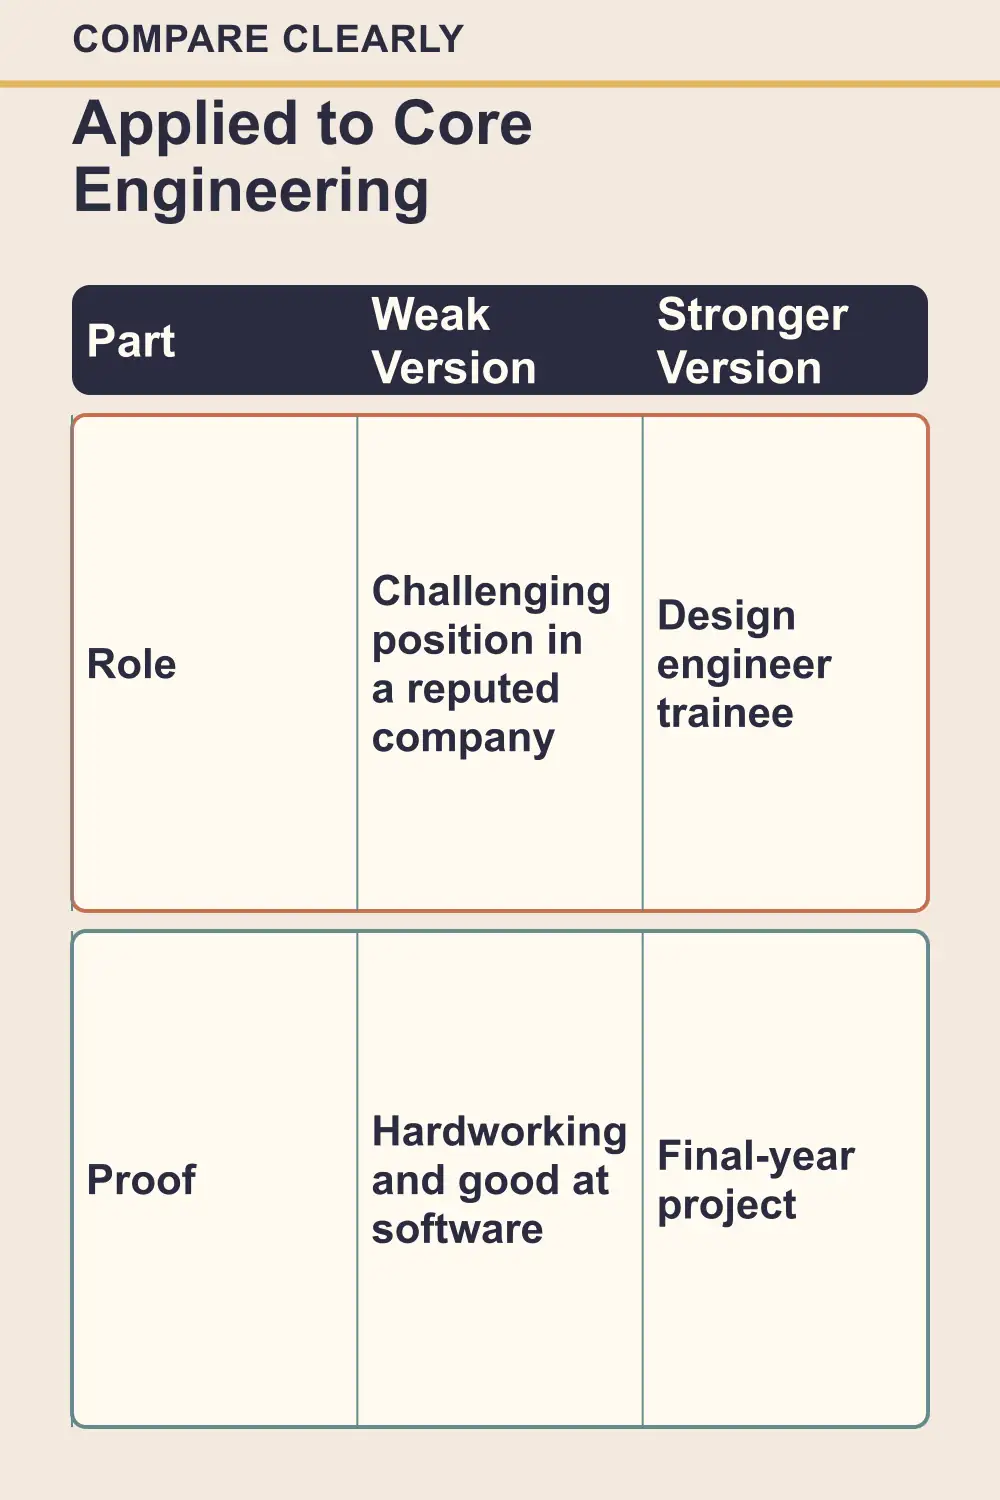 COMPARE CLEARLY
Applied to Core
Engineering
Part
Weak
Version
Stronger
Version
Role
Challenging
position in
a reputed
company
Design
engineer
trainee
Proof
Hardworking
and good at
software
Final-year
project